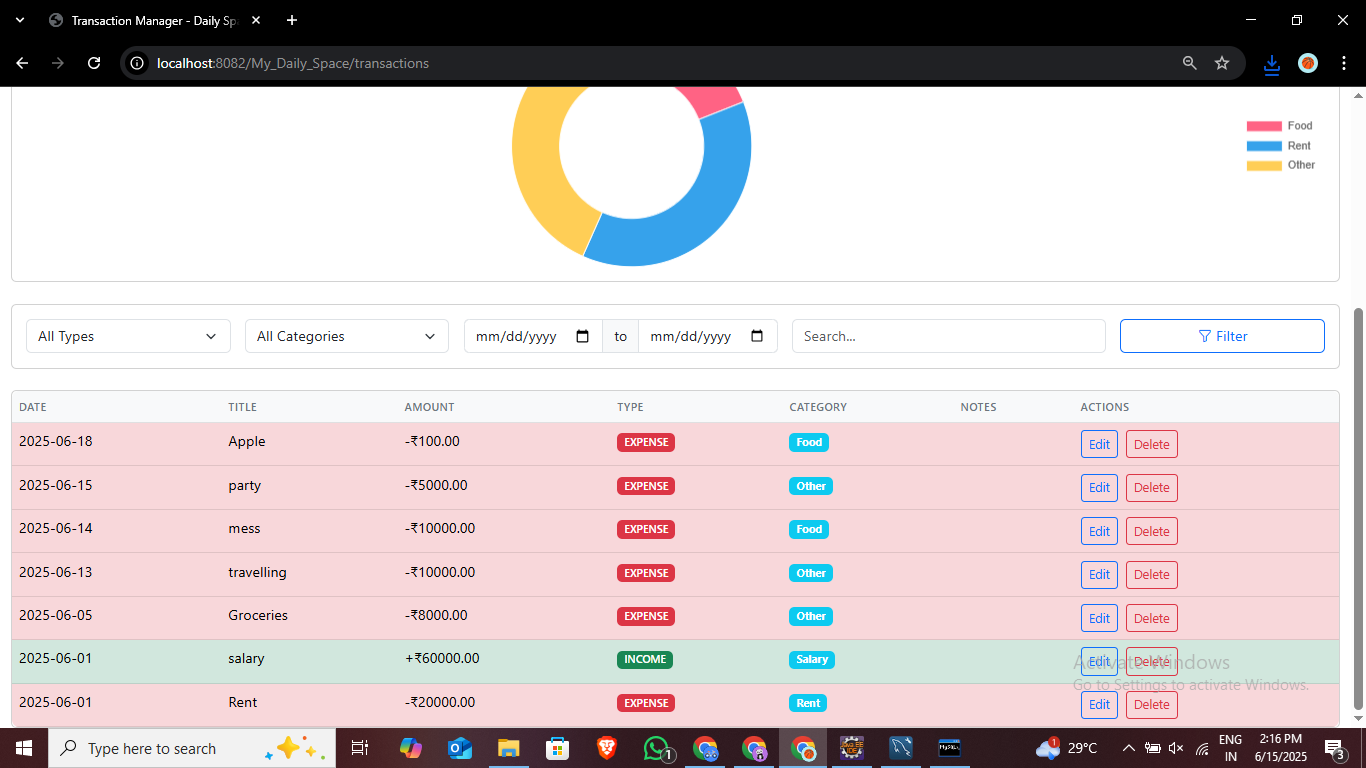 Transaction Manager - Daily Sp
localhost:8082/My_Daily_Space/transactions
Food
Rent
Other
All Types
All Categories
mm/dd/yyyy to mm/dd/yyyy
Search...
Filter
DATE TITLE AMOUNT TYPE CATEGORY NOTES ACTIONS
2025-06-18 Apple -₹100.00 EXPENSE Food Edit Delete
2025-06-15 party -₹5000.00 EXPENSE Other Edit Delete
2025-06-14 mess -₹10000.00 EXPENSE Food Edit Delete
2025-06-13 travelling -₹10000.00 EXPENSE Other Edit Delete
2025-06-05 Groceries -₹8000.00 EXPENSE Other Edit Delete
2025-06-01 salary +₹60000.00 INCOME Salary Edit Delete
Activate Windows
Go to Settings to activate Windows.
2025-06-01 Rent -₹20000.00 EXPENSE Rent Edit Delete
Type here to search
1
1
29°C
ENG
IN
2:16 PM
6/15/2025
3